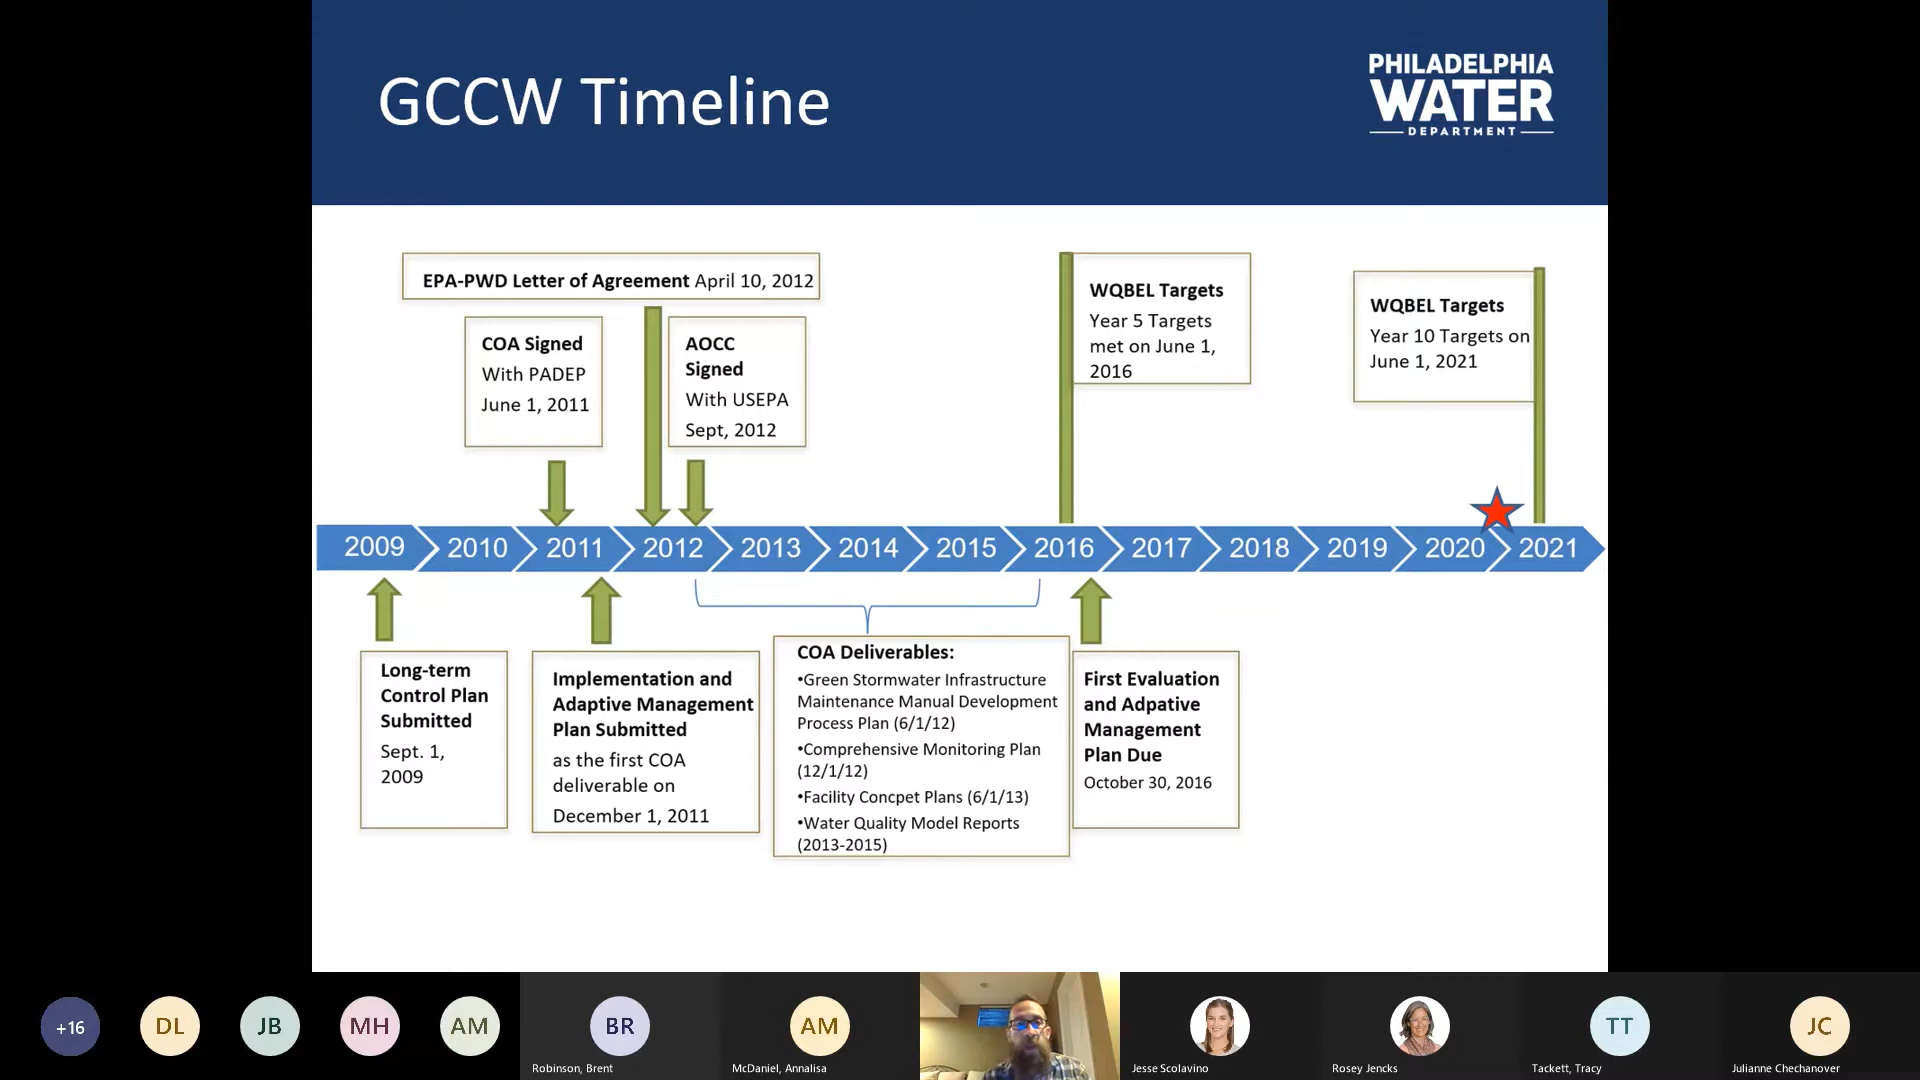 GCCW Timeline
PHILADELPHIA
WATER
DEPARTMENT
EPA-PWD Letter of Agreement April 10, 2012
COA Signed
With PADEP
June 1, 2011
AOCC
Signed
With USEPA
Sept, 2012
WQBEL Targets
Year 5 Targets
met on June 1,
2016
WQBEL Targets
Year 10 Targets on
June 1, 2021
2009 2010 2011 2012 2013 2014 2015 2016 2017 2018 2019 2020 2021
Long-term
Control Plan
Submitted
Sept. 1,
2009
Implementation and
Adaptive Management
Plan Submitted
as the first COA
deliverable on
December 1, 2011
COA Deliverables:
•Green Stormwater Infrastructure
Maintenance Manual Development
Process Plan (6/1/12)
•Comprehensive Monitoring Plan
(12/1/12)
•Facility Concpet Plans (6/1/13)
•Water Quality Model Reports
(2013-2015)
First Evaluation
and Adpative
Management
Plan Due
October 30, 2016
+16 DL JB MH AM BR AM TT JC
Robinson, Brent McDaniel, Annalisa Jesse Scolavino Rosey Jencks Tackett, Tracy Julianne Chechanover